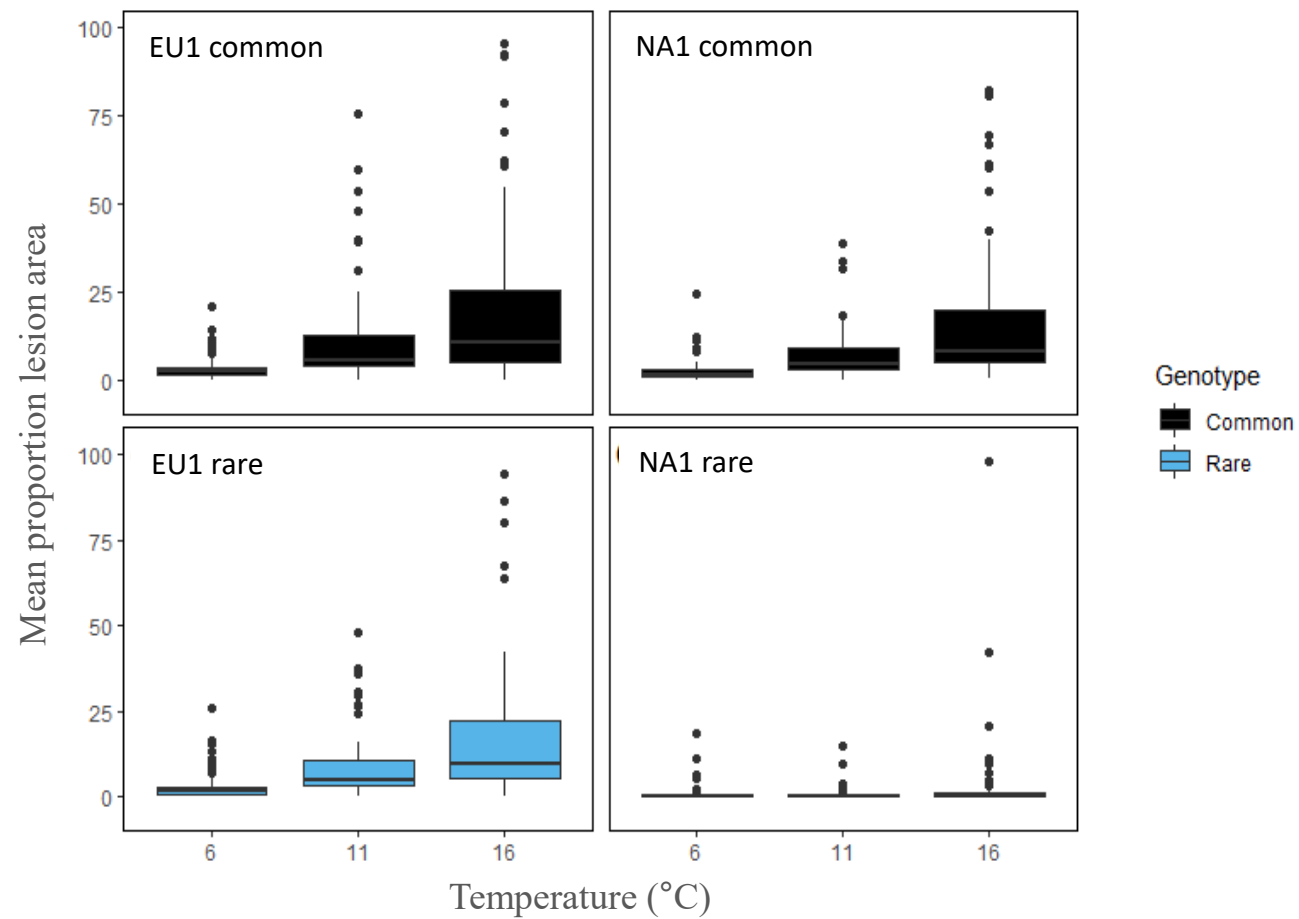 EU1 common
NA1 common
100
75
50
25
0
EU1 rare
NA1 rare
100
75
50
25
0
6
11
16
6
11
16
Mean proportion lesion area
Temperature (°C)
Genotype
Common
Rare